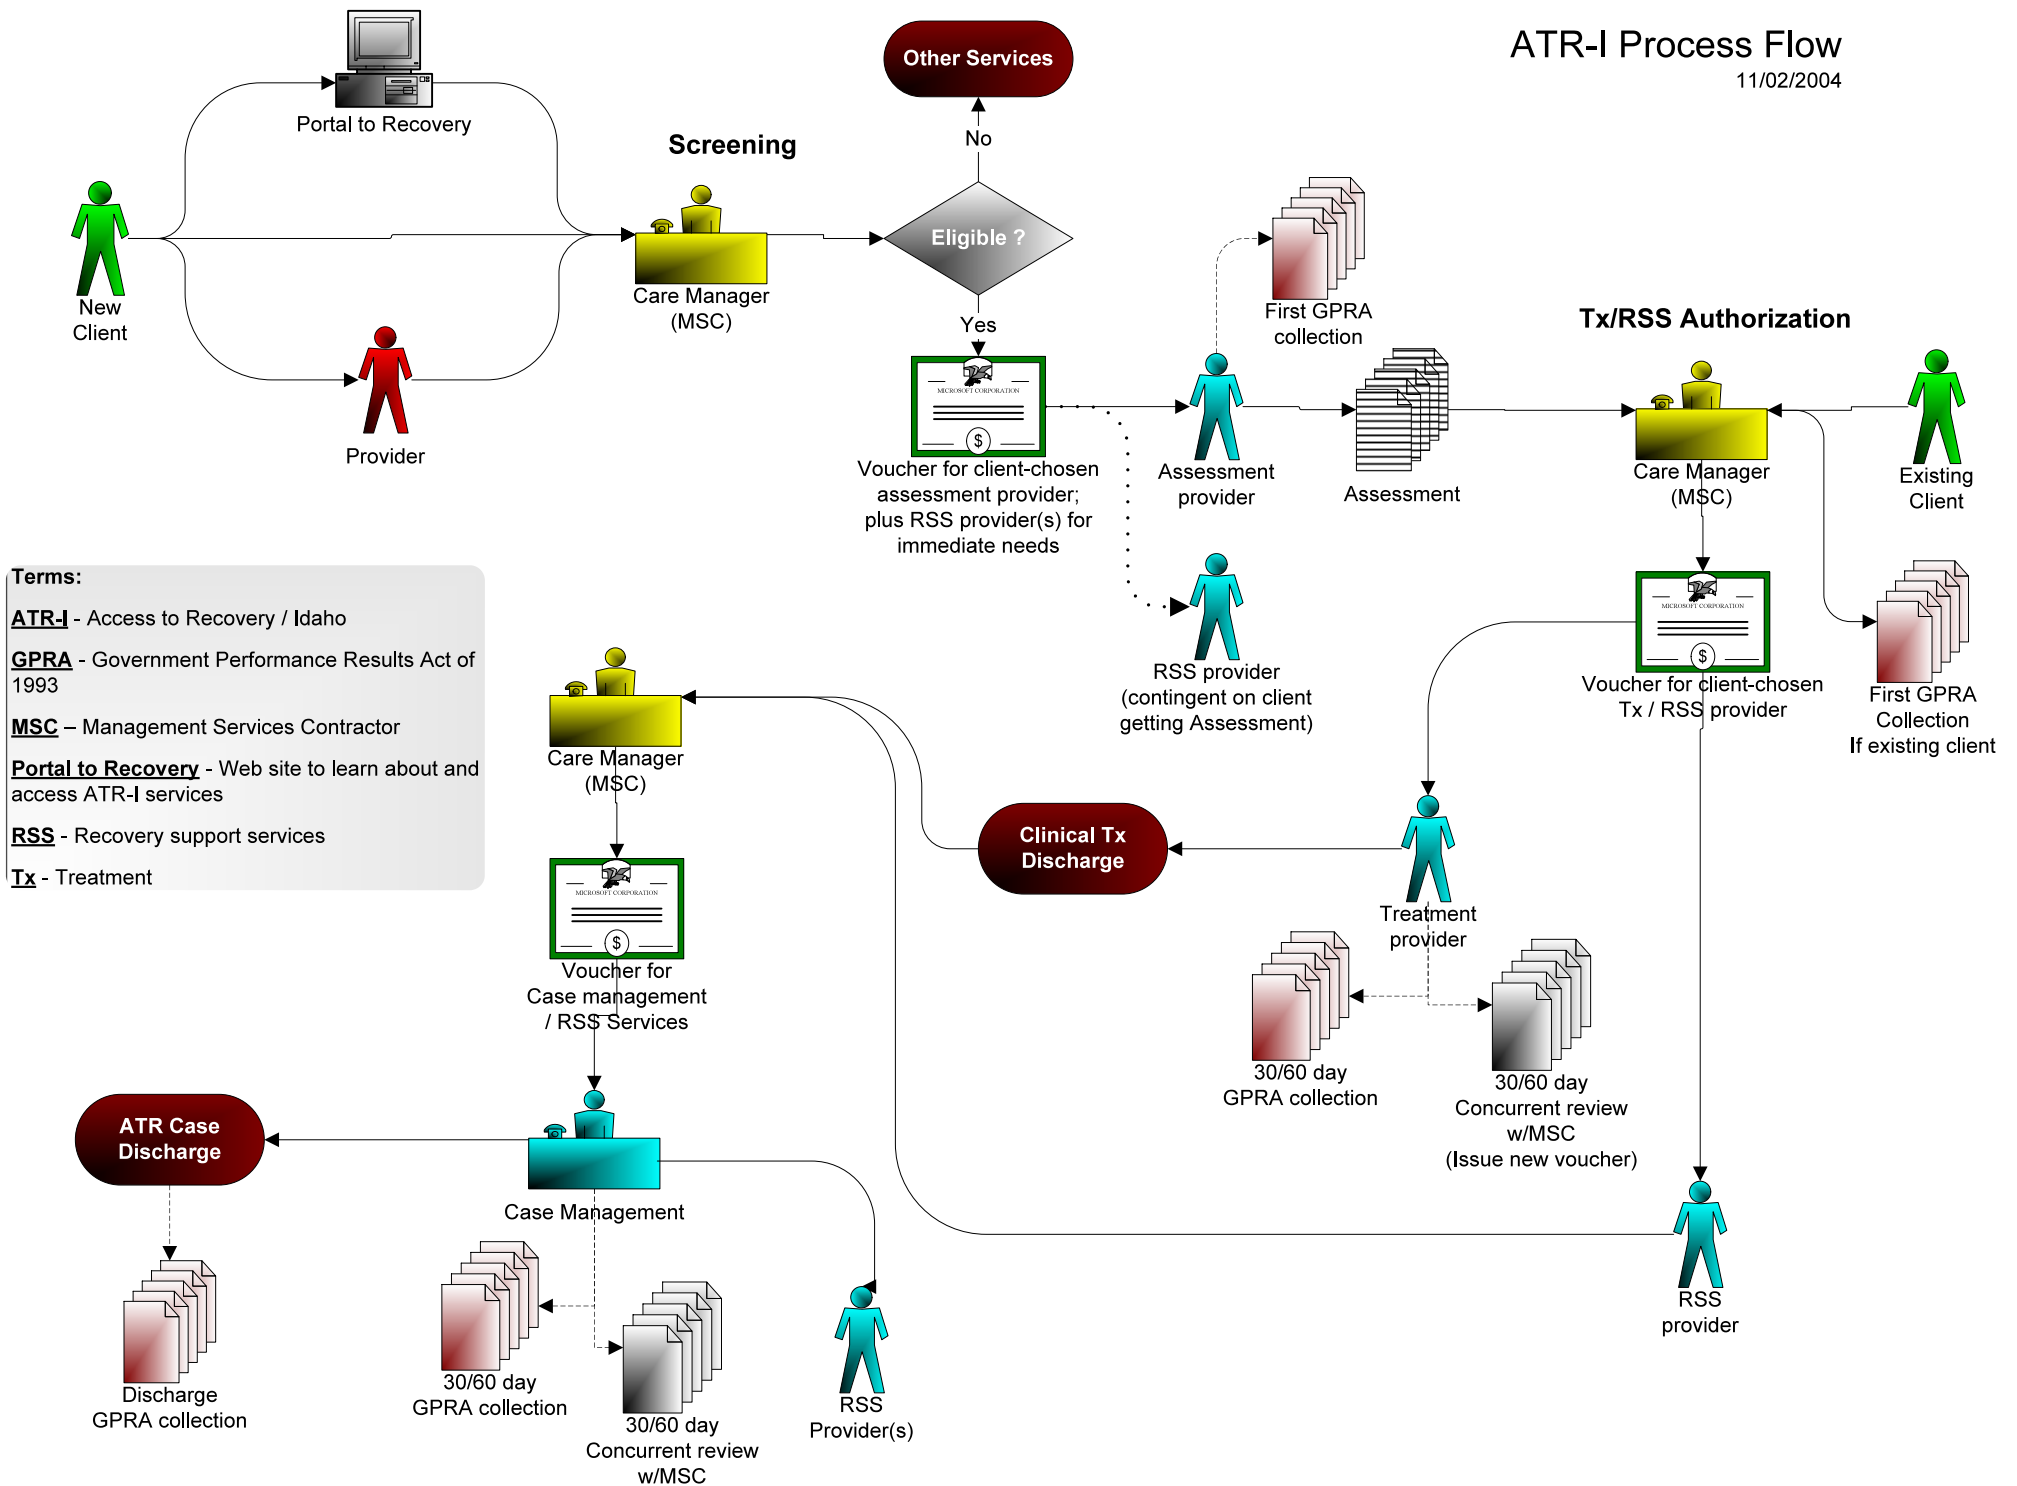 ATR-I Process Flow
11/02/2004
Portal to Recovery
Screening
Other Services
No
Eligible ?
Yes
New
Client
Provider
Care Manager
(MSC)
MICROSOFT CORPORATION
$
Voucher for client-chosen
assessment provider;
plus RSS provider(s) for
immediate needs
First GPRA
collection
Assessment
provider
Assessment
RSS provider
(contingent on client
getting Assessment)
Tx/RSS Authorization
Care Manager
(MSC)
Existing
Client
MICROSOFT CORPORATION
$
Voucher for client-chosen
Tx / RSS provider
First GPRA
Collection
If existing client
Terms:
ATR-I - Access to Recovery / Idaho
GPRA - Government Performance Results Act of
1993
MSC – Management Services Contractor
Portal to Recovery - Web site to learn about and
access ATR-I services
RSS - Recovery support services
Tx - Treatment
Care Manager
(MSC)
MICROSOFT CORPORATION
$
Voucher for
Case management
/ RSS Services
Clinical Tx
Discharge
Treatment
provider
30/60 day
GPRA collection
30/60 day
Concurrent review
w/MSC
(Issue new voucher)
RSS
provider
ATR Case
Discharge
Case Management
Discharge
GPRA collection
30/60 day
GPRA collection
30/60 day
Concurrent review
w/MSC
RSS
Provider(s)